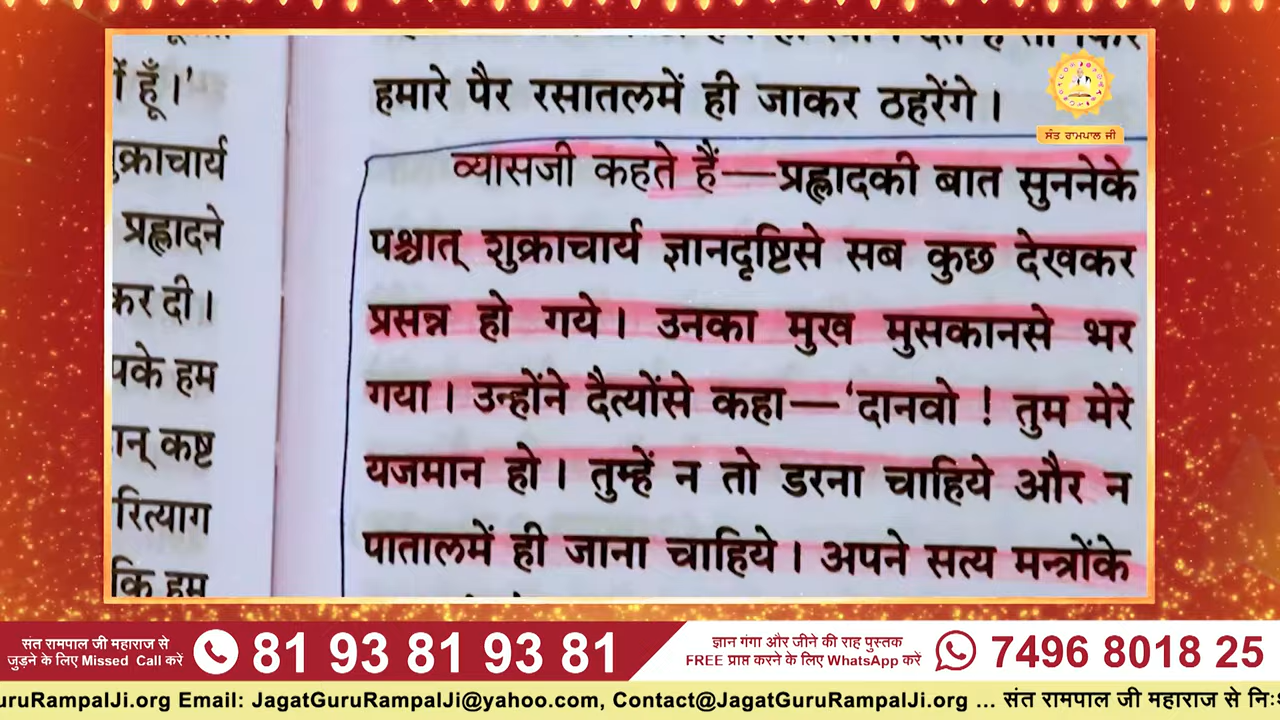 हमारे पैर रसातलमें ही जाकर ठहरेंगे।
व्यासजी कहते हैं—प्रह्लादकी बात सुननेके
पश्चात् शुक्राचार्य ज्ञानदृष्टिसे सब कुछ देखकर
प्रसन्न हो गये। उनका मुख मुसकानसे भर
गया। उन्होंने दैत्योंसे कहा—'दानवो ! तुम मेरे
यजमान हो। तुम्हें न तो डरना चाहिये और न
पातालमें ही जाना चाहिये। अपने सत्य मन्त्रोंके
हूँ।'
प्रह्लादने
कर दी।
हम
कष्ट
कि हम
ਸੰਤ ਰਾਮਪਾਲ ਜੀ
संत रामपाल जी महाराज से
जुड़ने के लिए Missed Call करें
81 93 81 93 81
ज्ञान गंगा और जीने की राह पुस्तक
FREE प्राप्त करने के लिए WhatsApp करें
7496 8018 25
uruRampalJi.org Email: JagatGuruRampalJi@yahoo.com, Contact@JagatGuruRampalJi.org ... संत रामपाल जी महाराज से